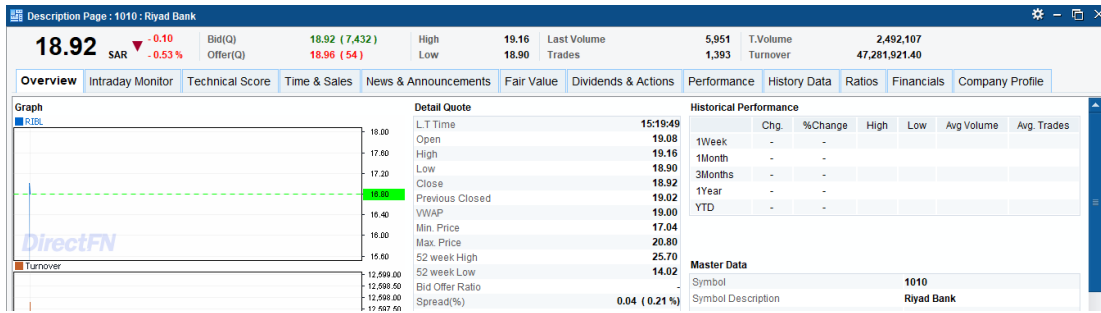 Description Page : 1010 : Riyad Bank
18.92 SAR - 0.10 - 0.53 %
Bid(Q) 18.92 ( 7,432 ) High 19.16 Last Volume 5,951 T.Volume 2,492,107
Offer(Q) 18.96 ( 54 ) Low 18.90 Trades 1,393 Turnover 47,281,921.40
Overview Intraday Monitor Technical Score Time & Sales News & Announcements Fair Value Dividends & Actions Performance History Data Ratios Financials Company Profile
Graph
RIBL
18.00
17.60
17.20
16.80
16.40
16.00
15.60
DirectFN
Turnover
12,599.00
12,598.50
12,598.00
12,597.50
Detail Quote
L.T Time 15:19:49
Open 19.08
High 19.16
Low 18.90
Close 18.92
Previous Closed 19.02
VWAP 19.00
Min. Price 17.04
Max. Price 20.80
52 week High 25.70
52 week Low 14.02
Bid Offer Ratio -
Spread(%) 0.04 ( 0.21 %)
Historical Performance
Chg. %Change High Low Avg Volume Avg. Trades
1Week - -
1Month - -
3Months - -
1Year - -
YTD - -
Master Data
Symbol 1010
Symbol Description Riyad Bank